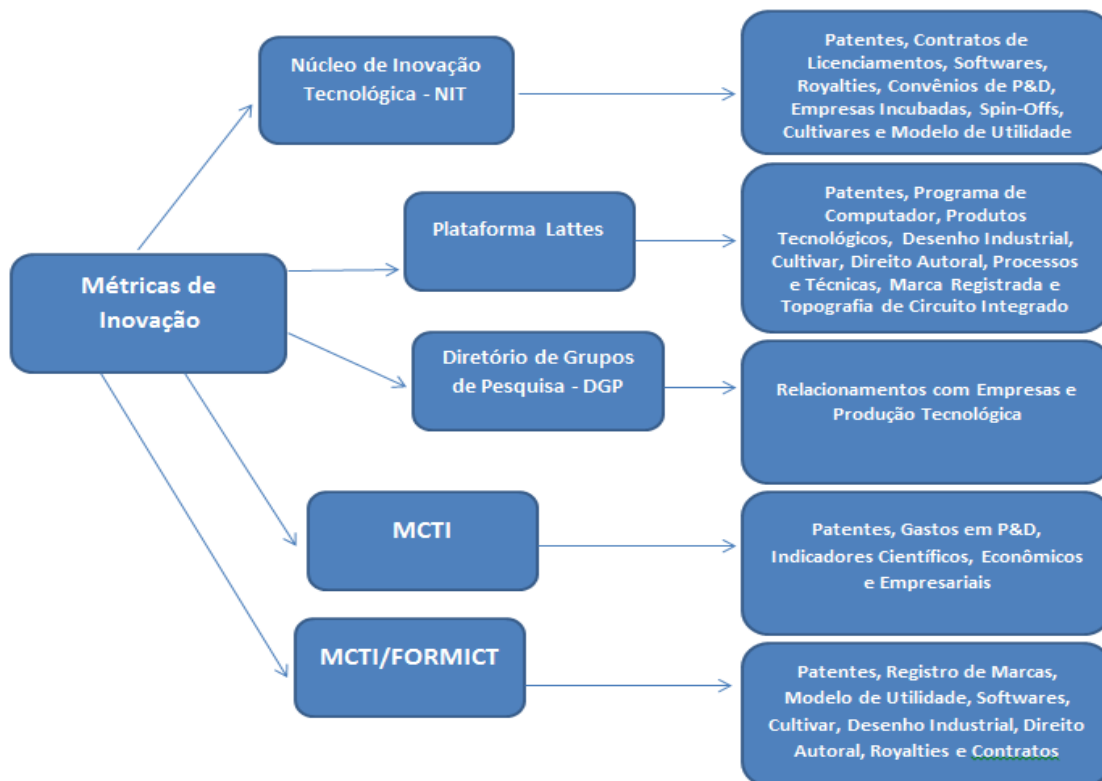 Métricas de
Inovação
Núcleo de Inovação
Tecnológica - NIT
Patentes, Contratos de
Licenciamentos, Softwares,
Royalties, Convênios de P&D,
Empresas Incubadas, Spin-Offs,
Cultivares e Modelo de Utilidade
Plataforma Lattes
Patentes, Programa de
Computador, Produtos
Tecnológicos, Desenho Industrial,
Cultivar, Direito Autoral, Processos
e Técnicas, Marca Registrada e
Topografia de Circuito Integrado
Diretório de Grupos
de Pesquisa - DGP
Relacionamentos com Empresas e
Produção Tecnológica
MCTI
Patentes, Gastos em P&D,
Indicadores Científicos, Econômicos
e Empresariais
MCTI/FORMICT
Patentes, Registro de Marcas,
Modelo de Utilidade, Softwares,
Cultivar, Desenho Industrial, Direito
Autoral, Royalties e Contratos